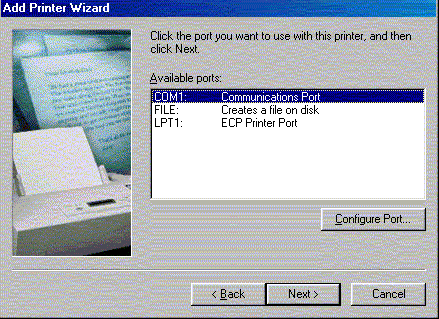 Add Printer Wizard
Click the port you want to use with this printer, and then
click Next.
Available ports:
COM1: Communications Port
FILE: Creates a file on disk
LPT1: ECP Printer Port
Configure Port...
< Back
Next >
Cancel